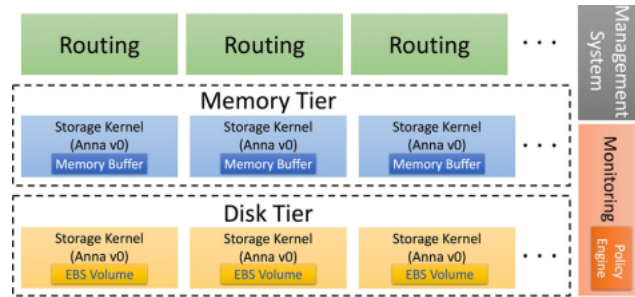 Routing
Routing
Routing
...
Memory Tier
Storage Kernel
(Anna v0)
Memory Buffer
Storage Kernel
(Anna v0)
Memory Buffer
Storage Kernel
(Anna v0)
Memory Buffer
...
Disk Tier
Storage Kernel
(Anna v0)
EBS Volume
Storage Kernel
(Anna v0)
EBS Volume
Storage Kernel
(Anna v0)
EBS Volume
...
Management
System
Monitoring
Policy
Engine